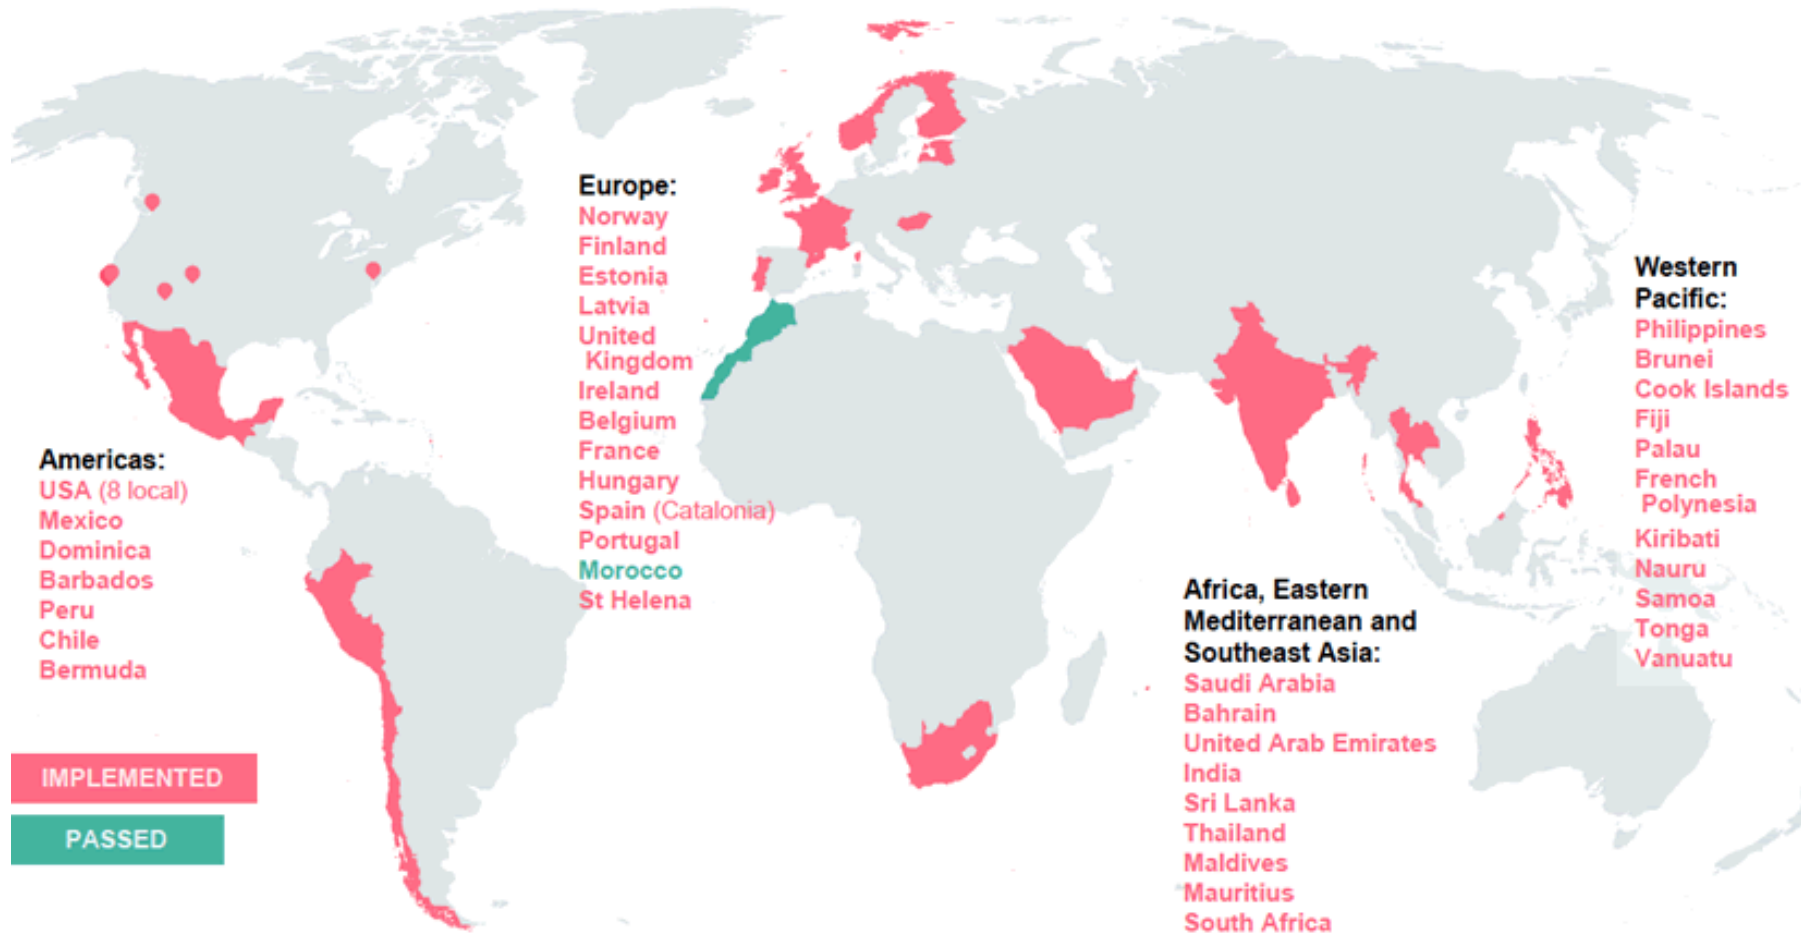 Europe:
Norway
Finland
Estonia
Latvia
United
Kingdom
Ireland
Belgium
France
Hungary
Spain (Catalonia)
Portugal
Morocco
St Helena
Western
Pacific:
Philippines
Brunei
Cook Islands
Fiji
Palau
French
Polynesia
Kiribati
Nauru
Samoa
Tonga
Vanuatu
Americas:
USA (8 local)
Mexico
Dominica
Barbados
Peru
Chile
Bermuda
Africa, Eastern
Mediterranean and
Southeast Asia:
Saudi Arabia
Bahrain
United Arab Emirates
India
Sri Lanka
Thailand
Maldives
Mauritius
South Africa
IMPLEMENTED
PASSED